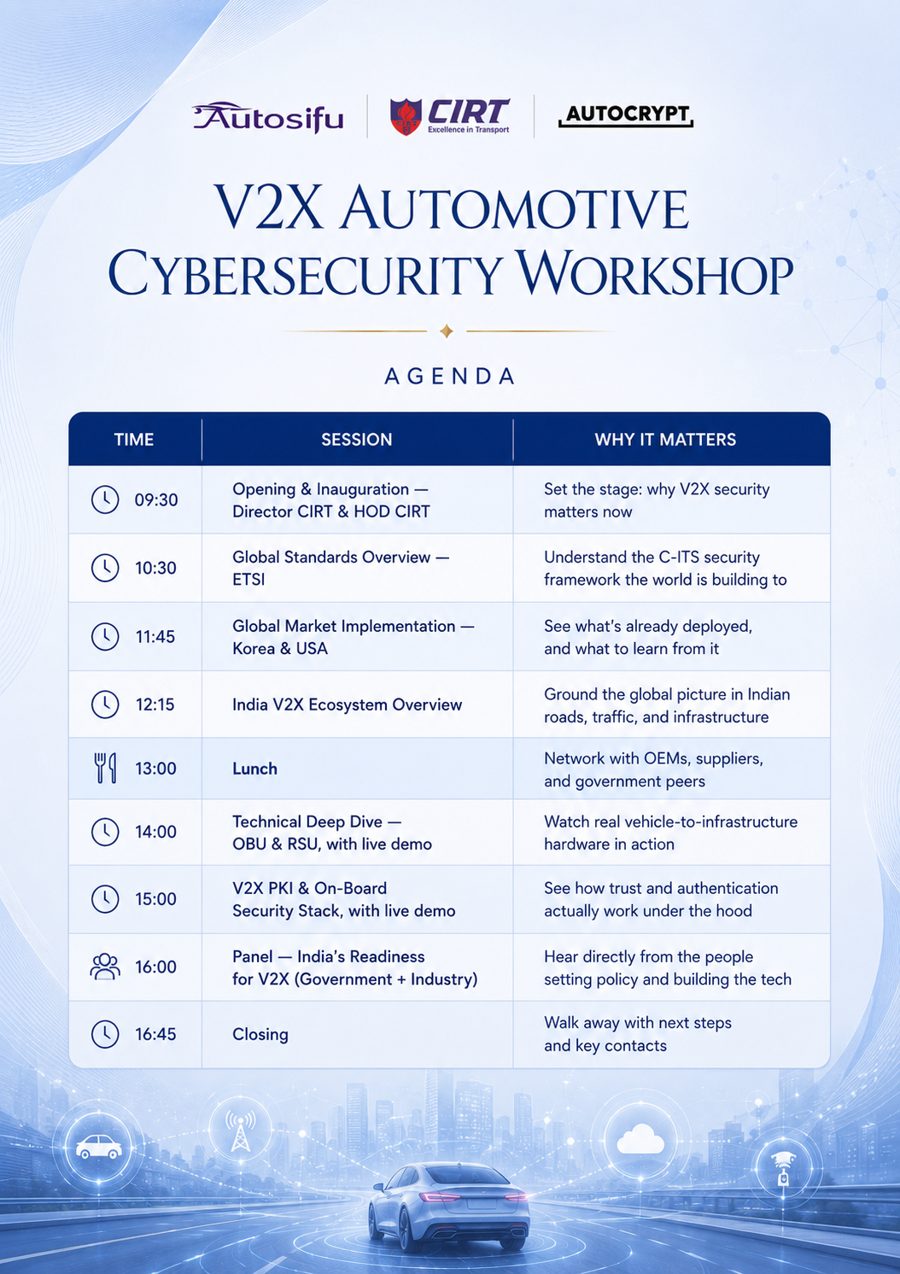 Autosifu
CIRT
Excellence in Transport
AUTOCRYPT
V2X AUTOMOTIVE
CYBERSECURITY WORKSHOP
AGENDA
TIME
SESSION
WHY IT MATTERS
09:30
Opening & Inauguration —
Director CIRT & HOD CIRT
Set the stage: why V2X security
matters now
10:30
Global Standards Overview —
ETSI
Understand the C-ITS security
framework the world is building to
11:45
Global Market Implementation —
Korea & USA
See what’s already deployed,
and what to learn from it
12:15
India V2X Ecosystem Overview
Ground the global picture in Indian
roads, traffic, and infrastructure
13:00
Lunch
Network with OEMs, suppliers,
and government peers
14:00
Technical Deep Dive —
OBU & RSU, with live demo
Watch real vehicle-to-infrastructure
hardware in action
15:00
V2X PKI & On-Board
Security Stack, with live demo
See how trust and authentication
actually work under the hood
16:00
Panel — India’s Readiness
for V2X (Government + Industry)
Hear directly from the people
setting policy and building the tech
16:45
Closing
Walk away with next steps
and key contacts